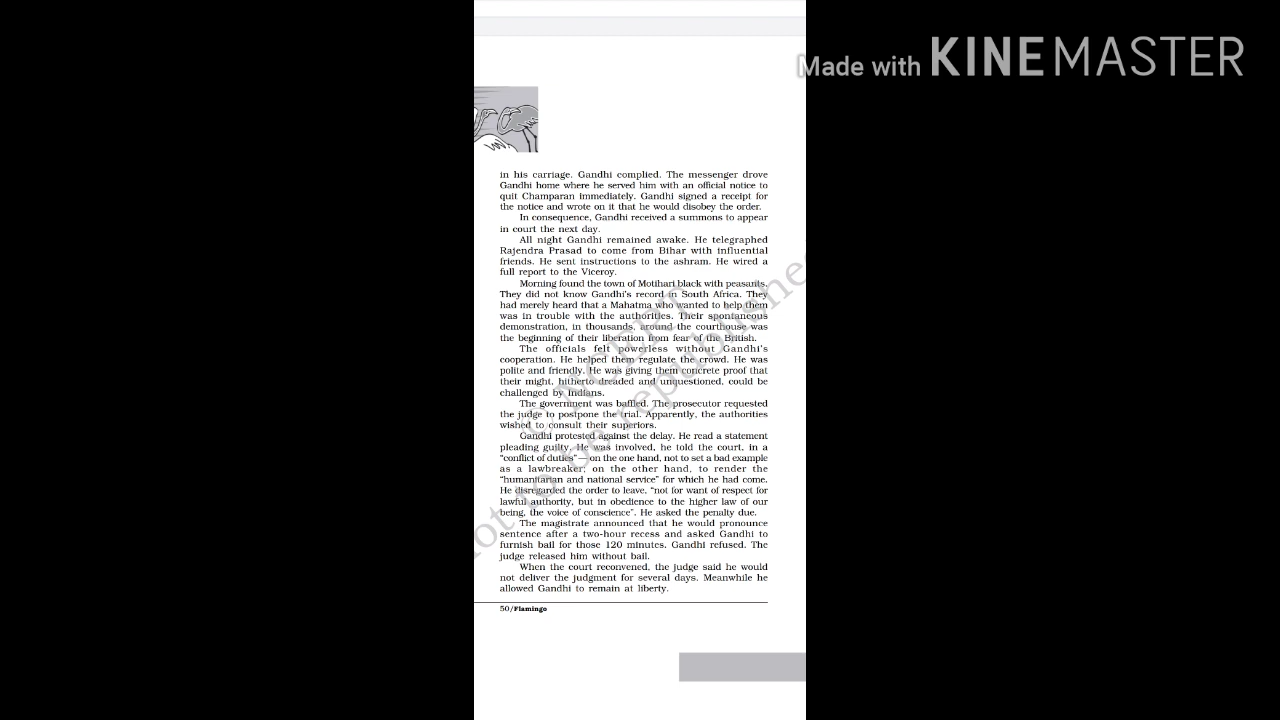 Made with KINEMASTER
in his carriage. Gandhi complied. The messenger drove
Gandhi home where he served him with an official notice to
quit Champaran immediately. Gandhi signed a receipt for
the notice and wrote on it that he would disobey the order.
In consequence, Gandhi received a summons to appear
in court the next day.
All night Gandhi remained awake. He telegraphed
Rajendra Prasad to come from Bihar with influential
friends. He sent instructions to the ashram. He wired a
full report to the Viceroy.
Morning found the town of Motihari black with peasants.
They did not know Gandhi's record in South Africa. They
had merely heard that a Mahatma who wanted to help them
was in trouble with the authorities. Their spontaneous
demonstration, in thousands, around the courthouse was
the beginning of their liberation from fear of the British.
The officials felt powerless without Gandhi's
cooperation. He helped them regulate the crowd. He was
polite and friendly. He was giving them concrete proof that
their might, hitherto dreaded and unquestioned, could be
challenged by Indians.
The government was baffled. The prosecutor requested
the judge to postpone the trial. Apparently, the authorities
wished to consult their superiors.
Gandhi protested against the delay. He read a statement
pleading guilty. He was involved, he told the court, in a
“conflict of duties”— on the one hand, not to set a bad example
as a lawbreaker; on the other hand, to render the
“humanitarian and national service” for which he had come.
He disregarded the order to leave, “not for want of respect for
lawful authority, but in obedience to the higher law of our
being, the voice of conscience”. He asked the penalty due.
The magistrate announced that he would pronounce
sentence after a two-hour recess and asked Gandhi to
furnish bail for those 120 minutes. Gandhi refused. The
judge released him without bail.
When the court reconvened, the judge said he would
not deliver the judgment for several days. Meanwhile he
allowed Gandhi to remain at liberty.
50/Flamingo
© NCERT
not to be republished